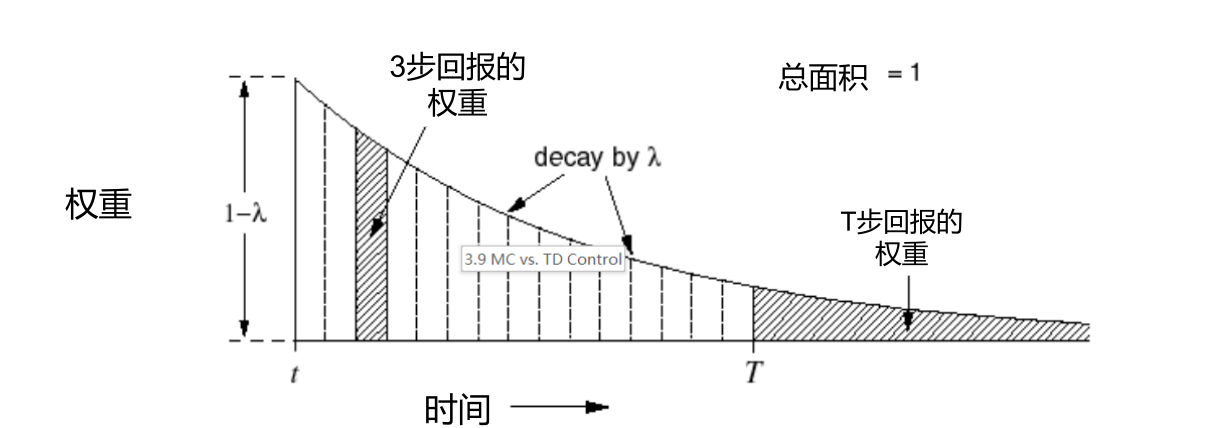 3步回报的
权重
总面积 = 1
decay by λ
权重
1–λ
T步回报的
权重
3.9 MC vs. TD Control
t
T
时间